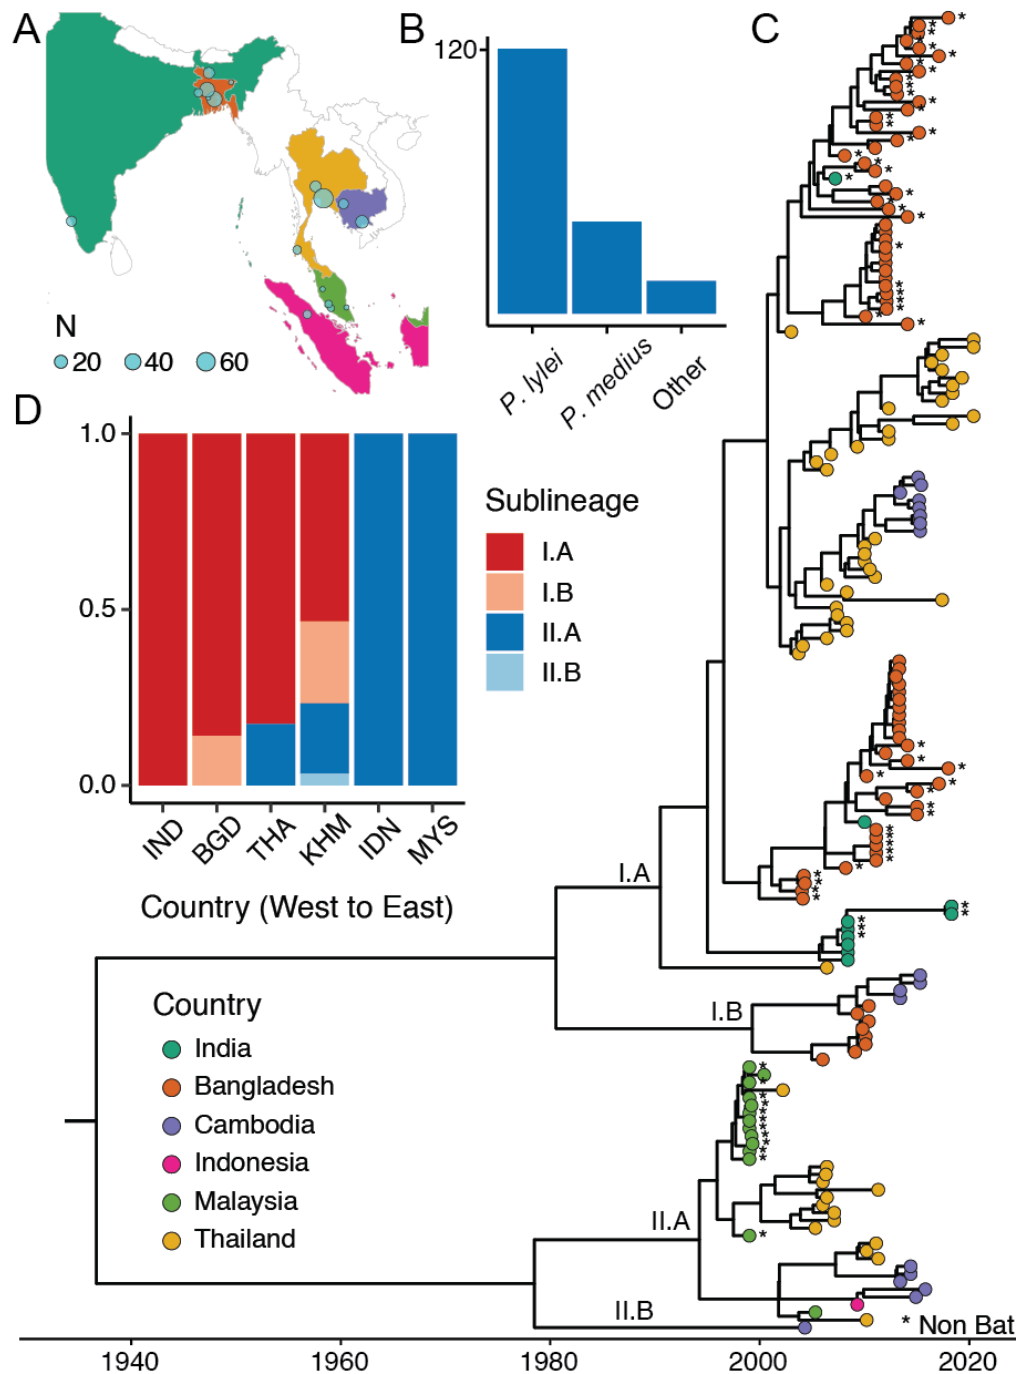 A
B
C
120
N
20
40
60
P. lylei
P. medius
Other
D
1.0
0.5
0.0
IND
BGD
THA
KHM
IDN
MYS
Country (West to East)
Sublineage
I.A
I.B
II.A
II.B
I.A
I.B
II.A
II.B
Country
India
Bangladesh
Cambodia
Indonesia
Malaysia
Thailand
* Non Bat
1940
1960
1980
2000
2020